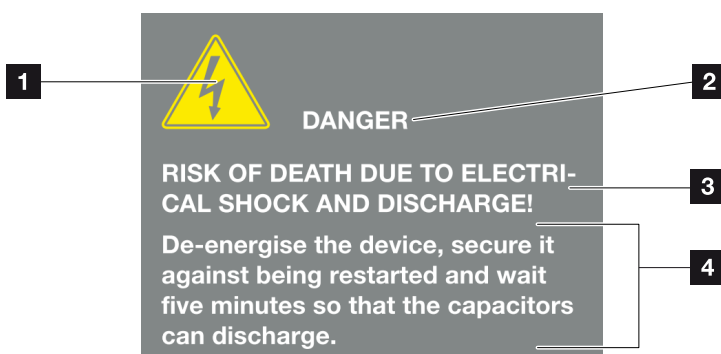 1
2
DANGER
RISK OF DEATH DUE TO ELECTRI-
CAL SHOCK AND DISCHARGE!
3
De-energise the device, secure it
against being restarted and wait
five minutes so that the capacitors
can discharge.
4